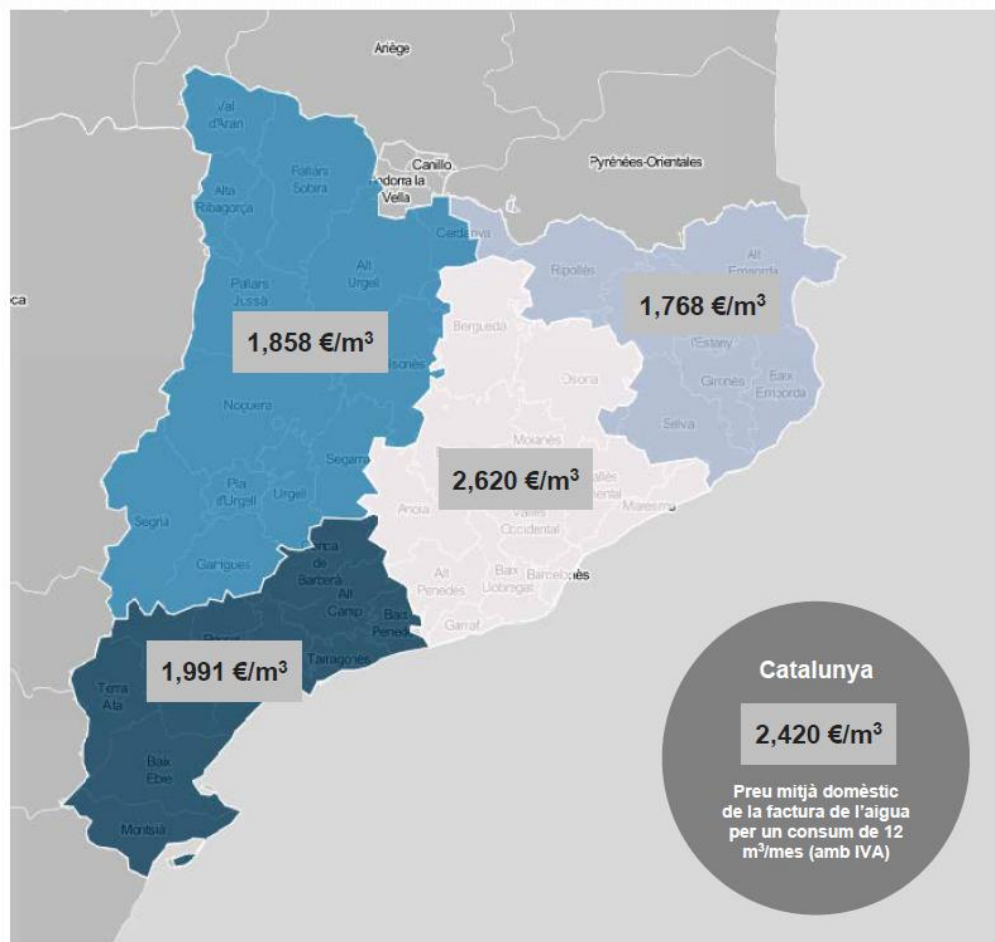 Ariège
Val
d'Aran
Canillo
Andorra la
Vella
Pyrénées-Orientales
Pallars
Sobirà
Alta
Ribagorça
Cerdanya
Alt
Urgell
Ripollès
Alt
Empordà
Pallars
Jussà
1,768 €/m³
1,858 €/m³
Berguedà
l'Estany
Osona
Gironès
Baix
Empordà
Noguera
Selva
Moianès
Segarra
2,620 €/m³
Pla
d'Urgell
Urgell
Anoia
Maresme
Segrià
Vallès
Occidental
Garrigues
de
Barberà
Alt
Penedès
Baix
Llobregat
Barcelonès
Alt
Camp
Baix
Garraf
1,991 €/m³
Tarragonès
Terra
Alta
Baix
Ebre
Montsià
Catalunya
2,420 €/m³
Preu mitjà domèstic
de la factura de l'aigua
per un consum de 12
m³/mes (amb IVA)